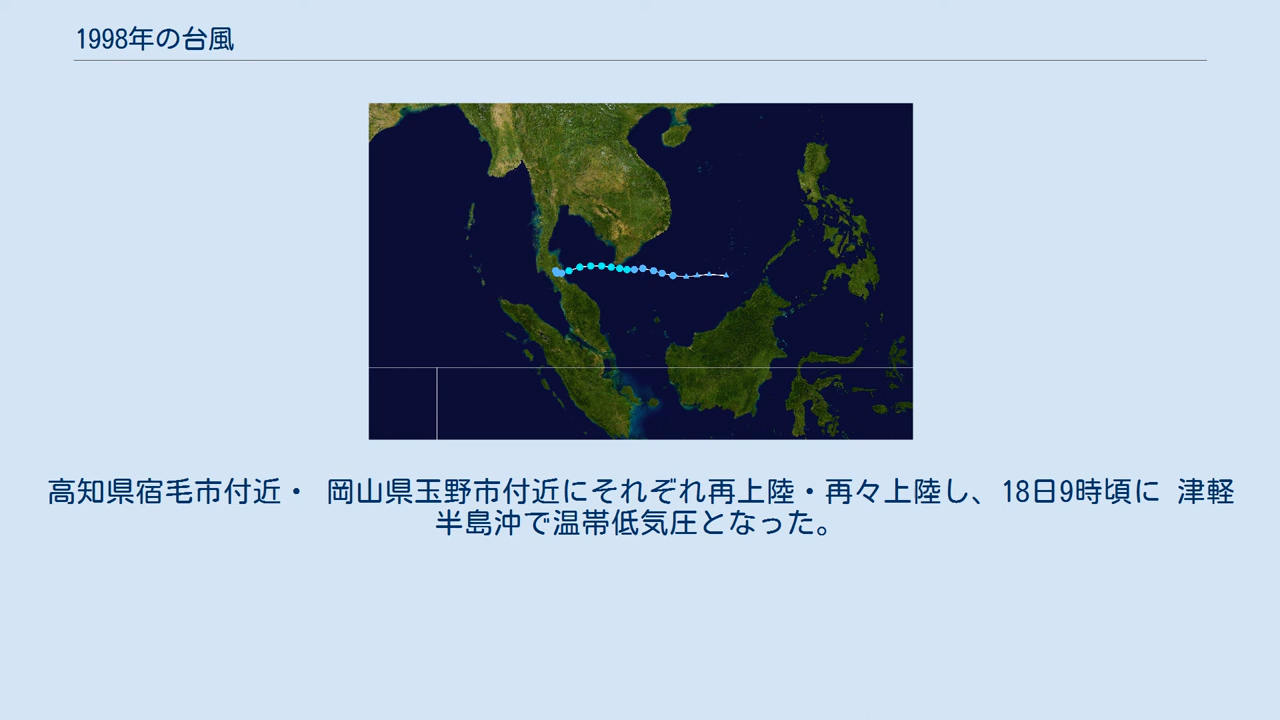 1998年の台風
高知県宿毛市付近・ 岡山県玉野市付近にそれぞれ再上陸・再々上陸し、18日9時頃に 津軽
半島沖で温帯低気圧となった。